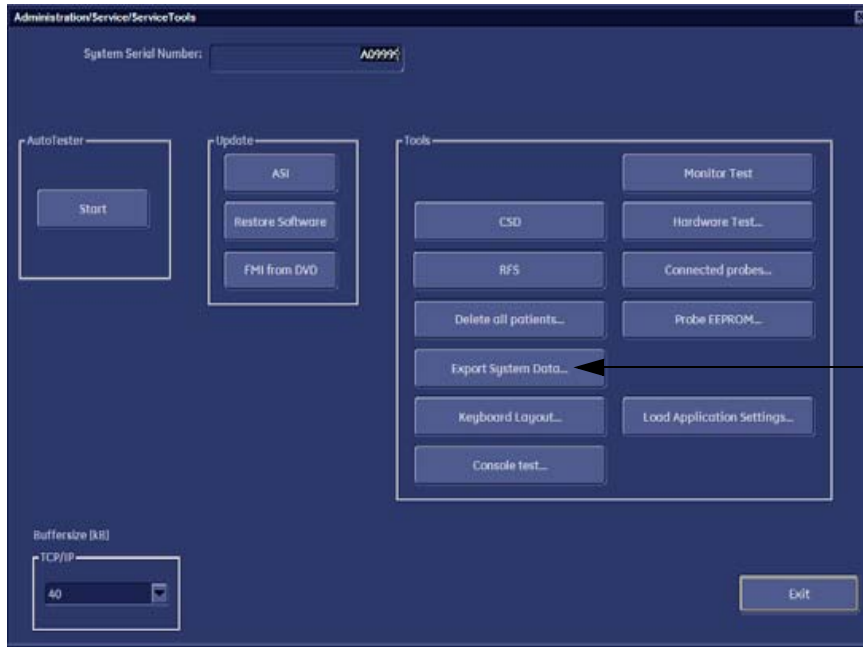 Administration/Service/ServiceTools
System Serial Number:
A09999
AutoTester
Start
Update
ASI
Restore Software
FMI from DVD
Tools
Monitor Test
CSD
Hardware Test...
RFS
Connected probes...
Delete all patients...
Probe EEPROM...
Export System Data...
Keyboard Layout...
Load Application Settings...
Console test...
Buffersize [kB]
TCP/IP
40
Exit